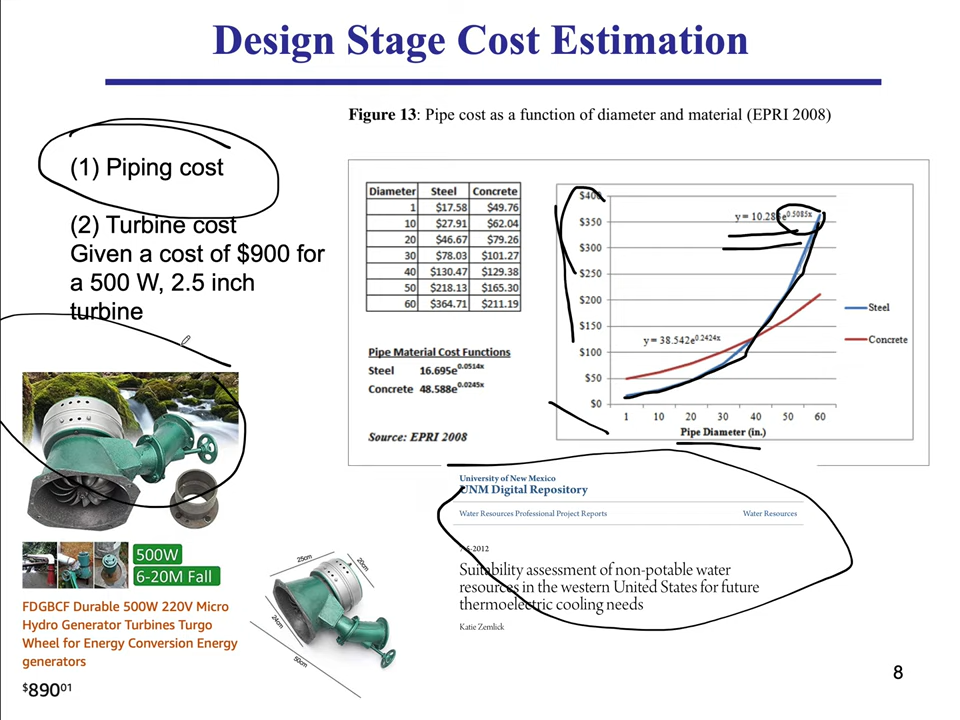 Design Stage Cost Estimation
Figure 13: Pipe cost as a function of diameter and material (EPRI 2008)
(1) Piping cost
(2) Turbine cost
Given a cost of $900 for
a 500 W, 2.5 inch
turbine
Diameter Steel Concrete
1 $17.58 $49.76
10 $27.91 $62.04
20 $46.67 $79.26
30 $78.03 $101.27
40 $130.47 $129.38
50 $218.13 $165.30
60 $364.71 $211.19
Pipe Material Cost Functions
Steel 16.695e^0.0514x
Concrete 48.588e^0.0245x
Source: EPRI 2008
$400
$350
$300
$250
$200
$150
$100
$50
$0
e^0.5085x
y = 38.542e^0.2424x
1 10 20 30 40 50 60
Pipe Diameter (in.)
Steel
Concrete
University of New Mexico
UNM Digital Repository
Water Resources Professional Project Reports Water Resources
Suitability assessment of non-potable water
resources in the western United States for future
thermoelectric cooling needs
Katie Zemlick
500W
6-20M Fall
FDGBCF Durable 500W 220V Micro
Hydro Generator Turbines Turgo
Wheel for Energy Conversion Energy
generators
$89001
25cm
20cm
24cm
50cm
8